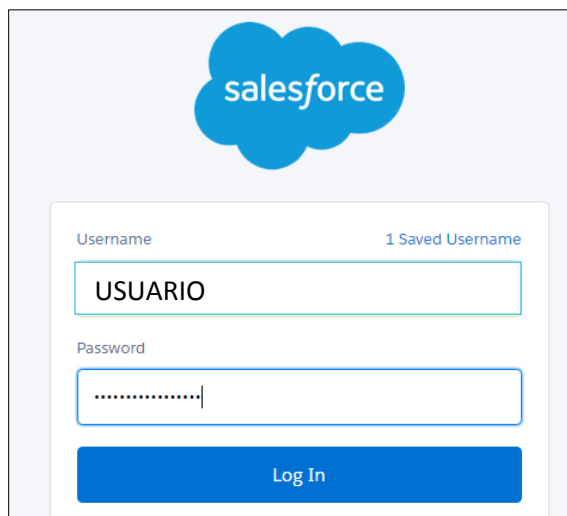 salesforce
Username 1 Saved Username
USUARIO
Password
•••••••••••••••••
Log In